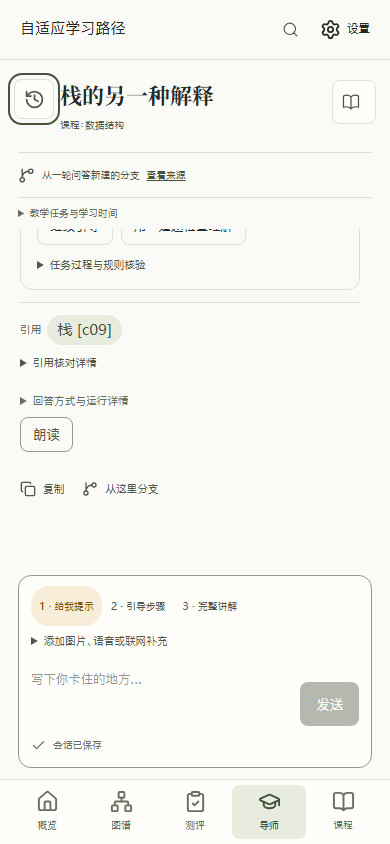 自适应学习路径
设置
栈的另一种解释
课程：数据结构
从一轮问答新建的分支 查看来源
教学任务与学习时间
任务过程与规则核验
引用 栈 [c09]
引用核对详情
回答方式与运行详情
朗读
复制 从这里分支
1 · 给我提示 2 · 引导步骤 3 · 完整讲解
添加图片、语音或联网补充
写下你卡住的地方...
发送
会话已保存
概览 图谱 测评 导师 课程